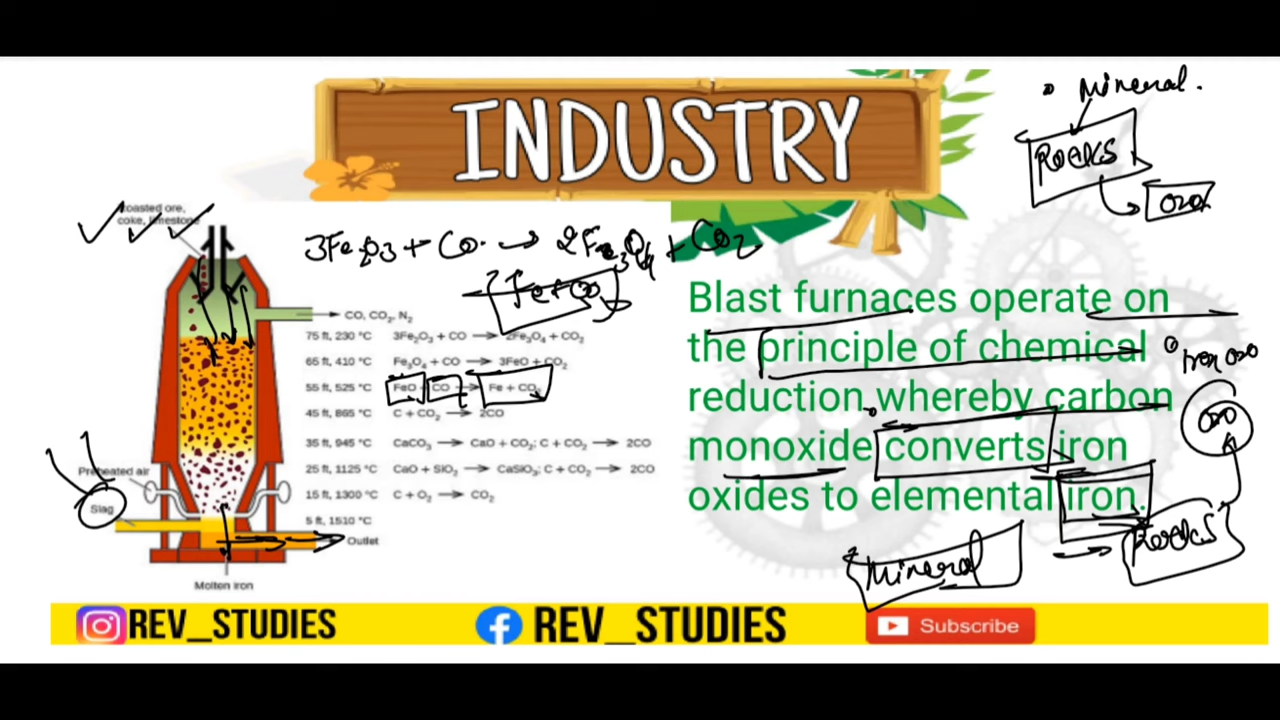 INDUSTRY
Mineral.
Rocks
Roasted ore,
coke, limestone
3Fe2O3 + CO → 2Fe3O4 + CO2
Fe + CO
CO, CO₂, N₂
75 ft, 230 °C 3Fe₂O₃ + CO → 2Fe₃O₄ + CO₂
65 ft, 410 °C Fe₃O₄ + CO → 3FeO + CO₂
55 ft, 525 °C FeO CO → Fe + CO₂
45 ft, 865 °C C + CO₂ → 2CO
35 ft, 945 °C CaCO₃ → CaO + CO₂; C + CO₂ → 2CO
25 ft, 1125 °C CaO + SiO₂ → CaSiO₃; C + CO₂ → 2CO
15 ft, 1300 °C C + O₂ → CO₂
5 ft, 1510 °C
Preheated air
Slag
Outlet
Molten iron
Blast furnaces operate on
the principle of chemical
reduction whereby carbon
monoxide converts iron
oxides to elemental iron.
Mineral
Rocks
REV_STUDIES
REV_STUDIES
Subscribe